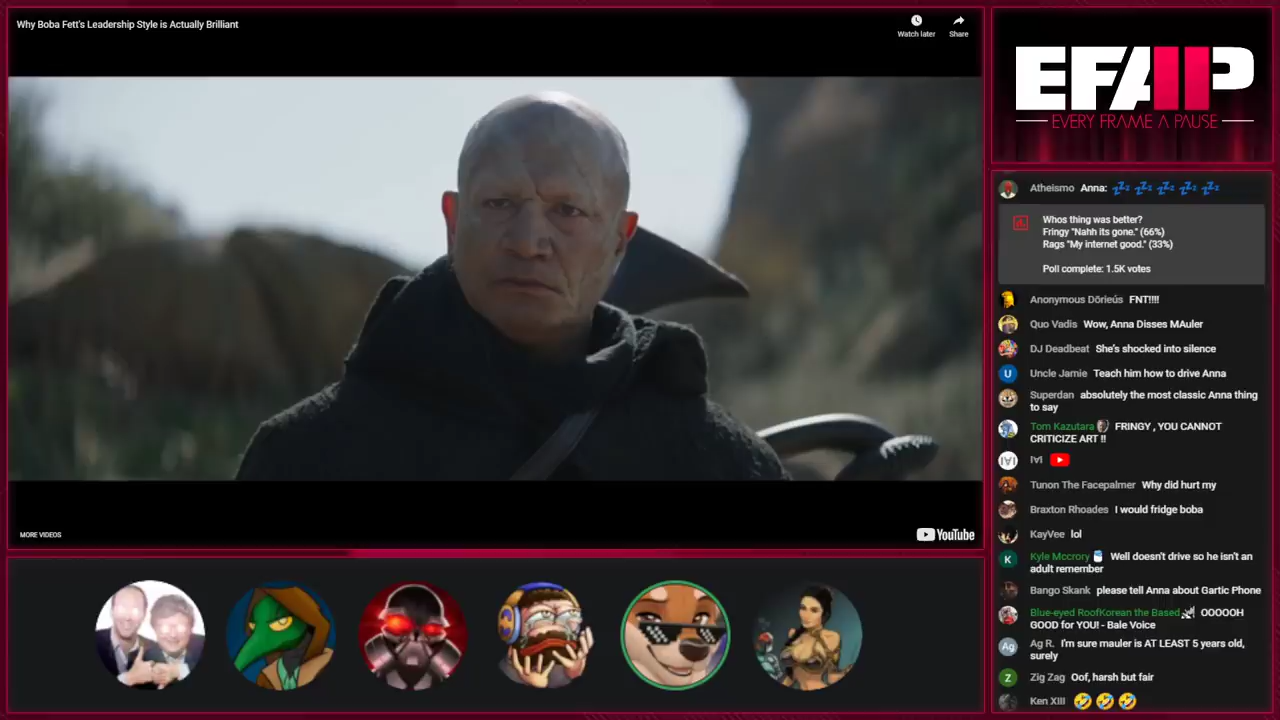 Why Boba Fett's Leadership Style is Actually Brilliant
Watch later
Share
MORE VIDEOS
YouTube
EFAP
EVERY FRAME A PAUSE
Atheismo Anna: 💤 💤 💤 💤 💤
Whos thing was better?
Fringy "Nahh its gone." (66%)
Rags "My internet good." (33%)
Poll complete: 1.5K votes
Anonymous Dōrieús FNT!!!!
Quo Vadis Wow, Anna Disses MAuler
DJ Deadbeat She's shocked into silence
U
Uncle Jamie Teach him how to drive Anna
Superdan absolutely the most classic Anna thing
to say
Tom Kazutara FRINGY , YOU CANNOT
CRITICIZE ART !!
Tunon The Facepalmer Why did hurt my
Braxton Rhoades I would fridge boba
KayVee lol
K
Kyle Mccrory Well doesn't drive so he isn't an
adult remember
Bango Skank please tell Anna about Gartic Phone
Blue-eyed RoofKorean the Based OOOOOH
GOOD for YOU! - Bale Voice
Ag
Ag R. I'm sure mauler is AT LEAST 5 years old,
surely
Z
Zig Zag Oof, harsh but fair
Ken XIII 🤣 🤣 🤣